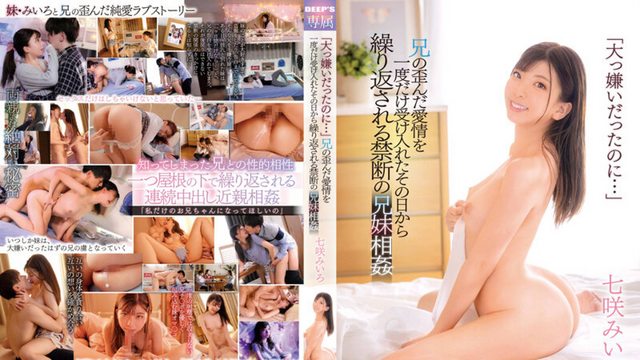 妹・みいろと兄の歪んだ純愛ラブストーリー
知ってしまった兄との性的相性
一つ屋根の下で繰り返される
連続中出し近親相姦
「私だけのお兄ちゃんになってほしいの」
いつしか妹は、
大嫌いだったはずの兄の虜となっていく
DEEP'S
専属
「大っ嫌いだったのに…」兄の歪んだ愛情を
一度だけ受け入れたその日から
繰り返される禁断の兄妹相姦
七咲みいろ
「大っ嫌いだったのに…」
兄の歪んだ愛情を
一度だけ受け入れたその日から
繰り返される禁断の兄妹相姦
七咲みい